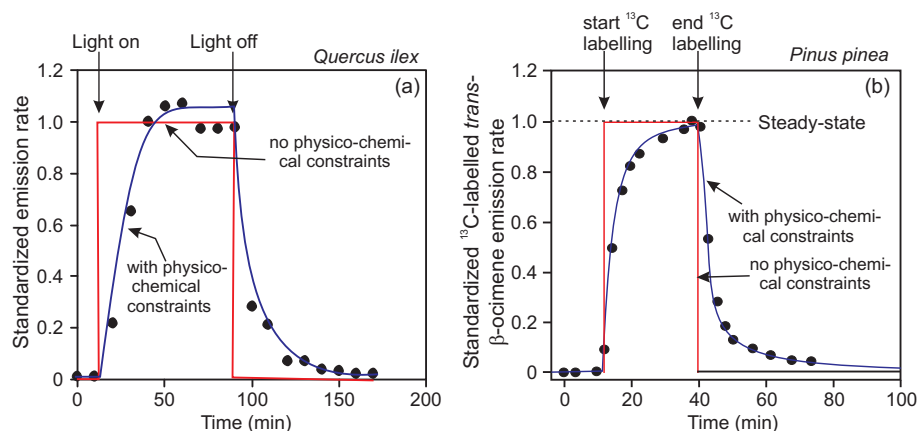 Light on
Light off
Quercus ilex
(a)
1.2
1.0
0.8
0.6
0.4
0.2
0
Standardized emission rate
no physico-chemi-
cal constraints
with physico-
chemical
constraints
0
50
100
150
200
Time (min)
start ¹³C
labelling
end ¹³C
labelling
Pinus pinea
(b)
1.2
1.0
0.8
0.6
0.4
0.2
0.0
Standardized ¹³C-labelled trans-
β-ocimene emission rate
Steady-state
with physico-chemi-
cal constraints
no physico-chemi-
cal constraints
0
20
40
60
80
100
Time (min)